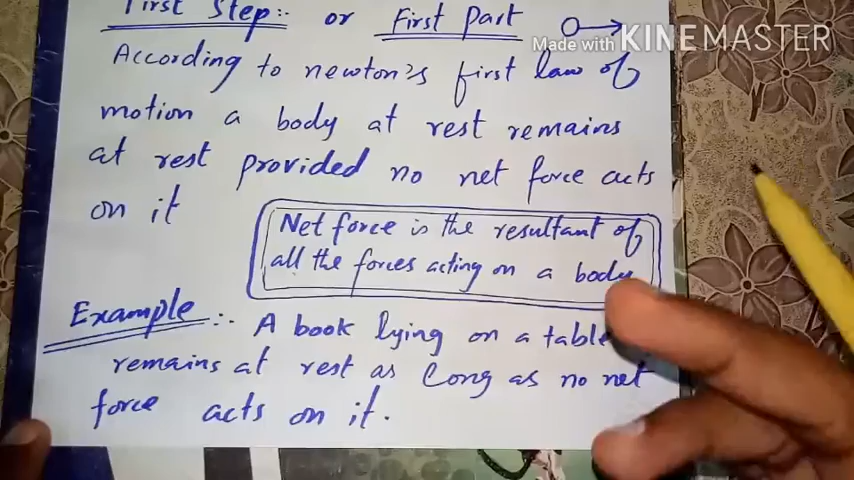 First Step:- or First Part
Made with KINEMASTER
According to newton's first law of
motion a body at rest remains
at rest provided no net force acts
on it
Net force is the resultant of
all the forces acting on a body
Example :- A book lying on a table
remains at rest as long as no net
force acts on it.